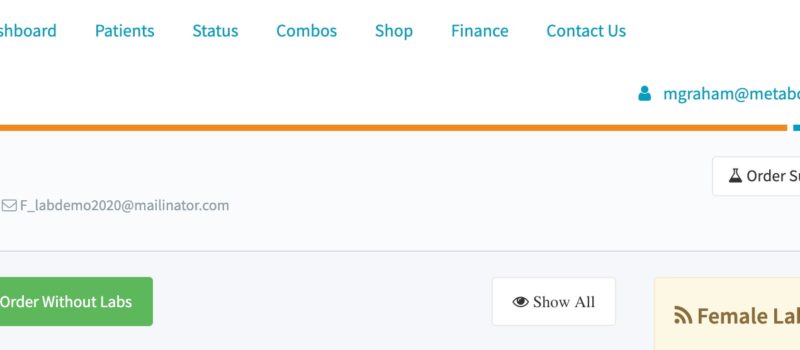 shboard Patients Status Combos Shop Finance Contact Us
mgraham@metabo
Order Su
F_labdemo2020@mailinator.com
Order Without Labs Show All Female Lab